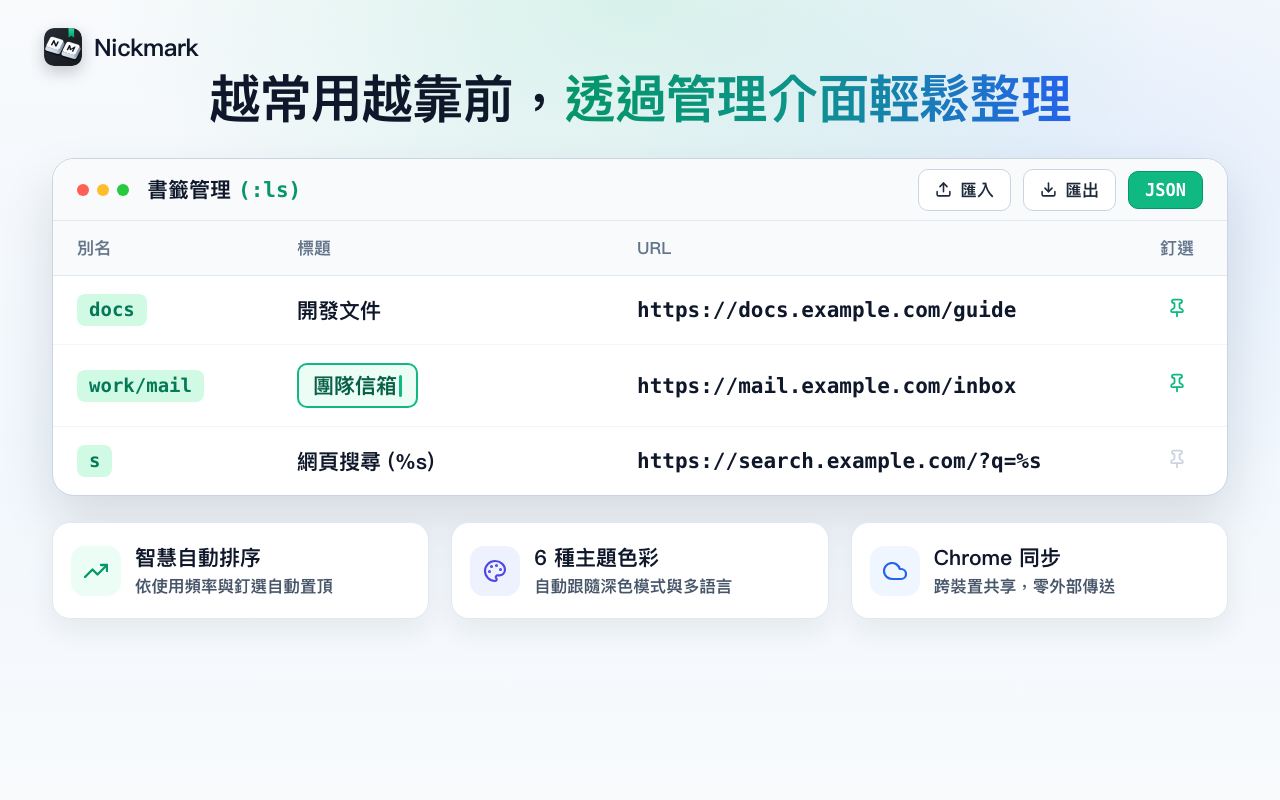 NM
Nickmark
越常用越靠前，透過管理介面輕鬆整理
書籤管理 (:ls)
匯入
匯出
JSON
別名
標題
URL
釘選
docs
開發文件
https://docs.example.com/guide
work/mail
團隊信箱
https://mail.example.com/inbox
s
網頁搜尋 (%s)
https://search.example.com/?q=%s
智慧自動排序
依使用頻率與釘選自動置頂
6 種主題色彩
自動跟隨深色模式與多語言
Chrome 同步
跨裝置共享，零外部傳送